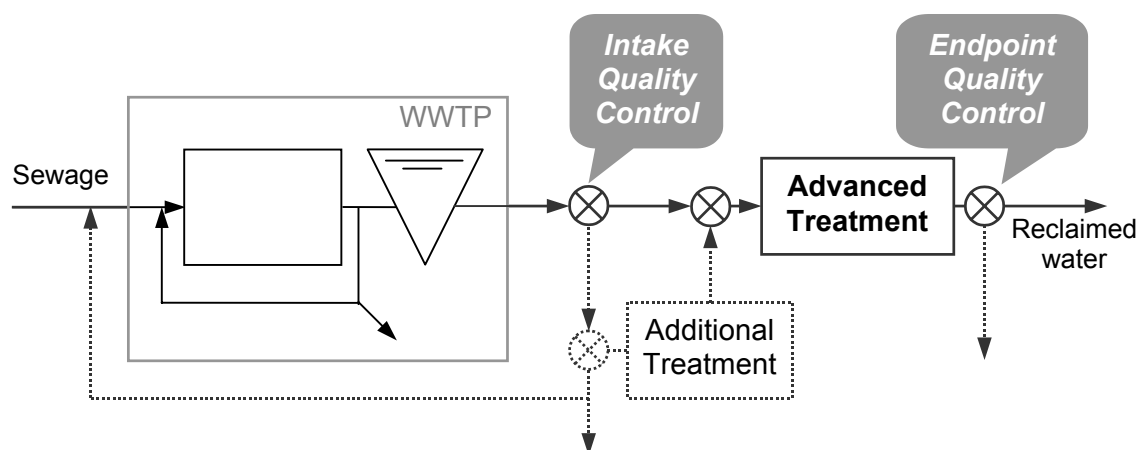 Intake
Quality
Control
Endpoint
Quality
Control
WWTP
Sewage
Advanced
Treatment
Reclaimed
water
Additional
Treatment